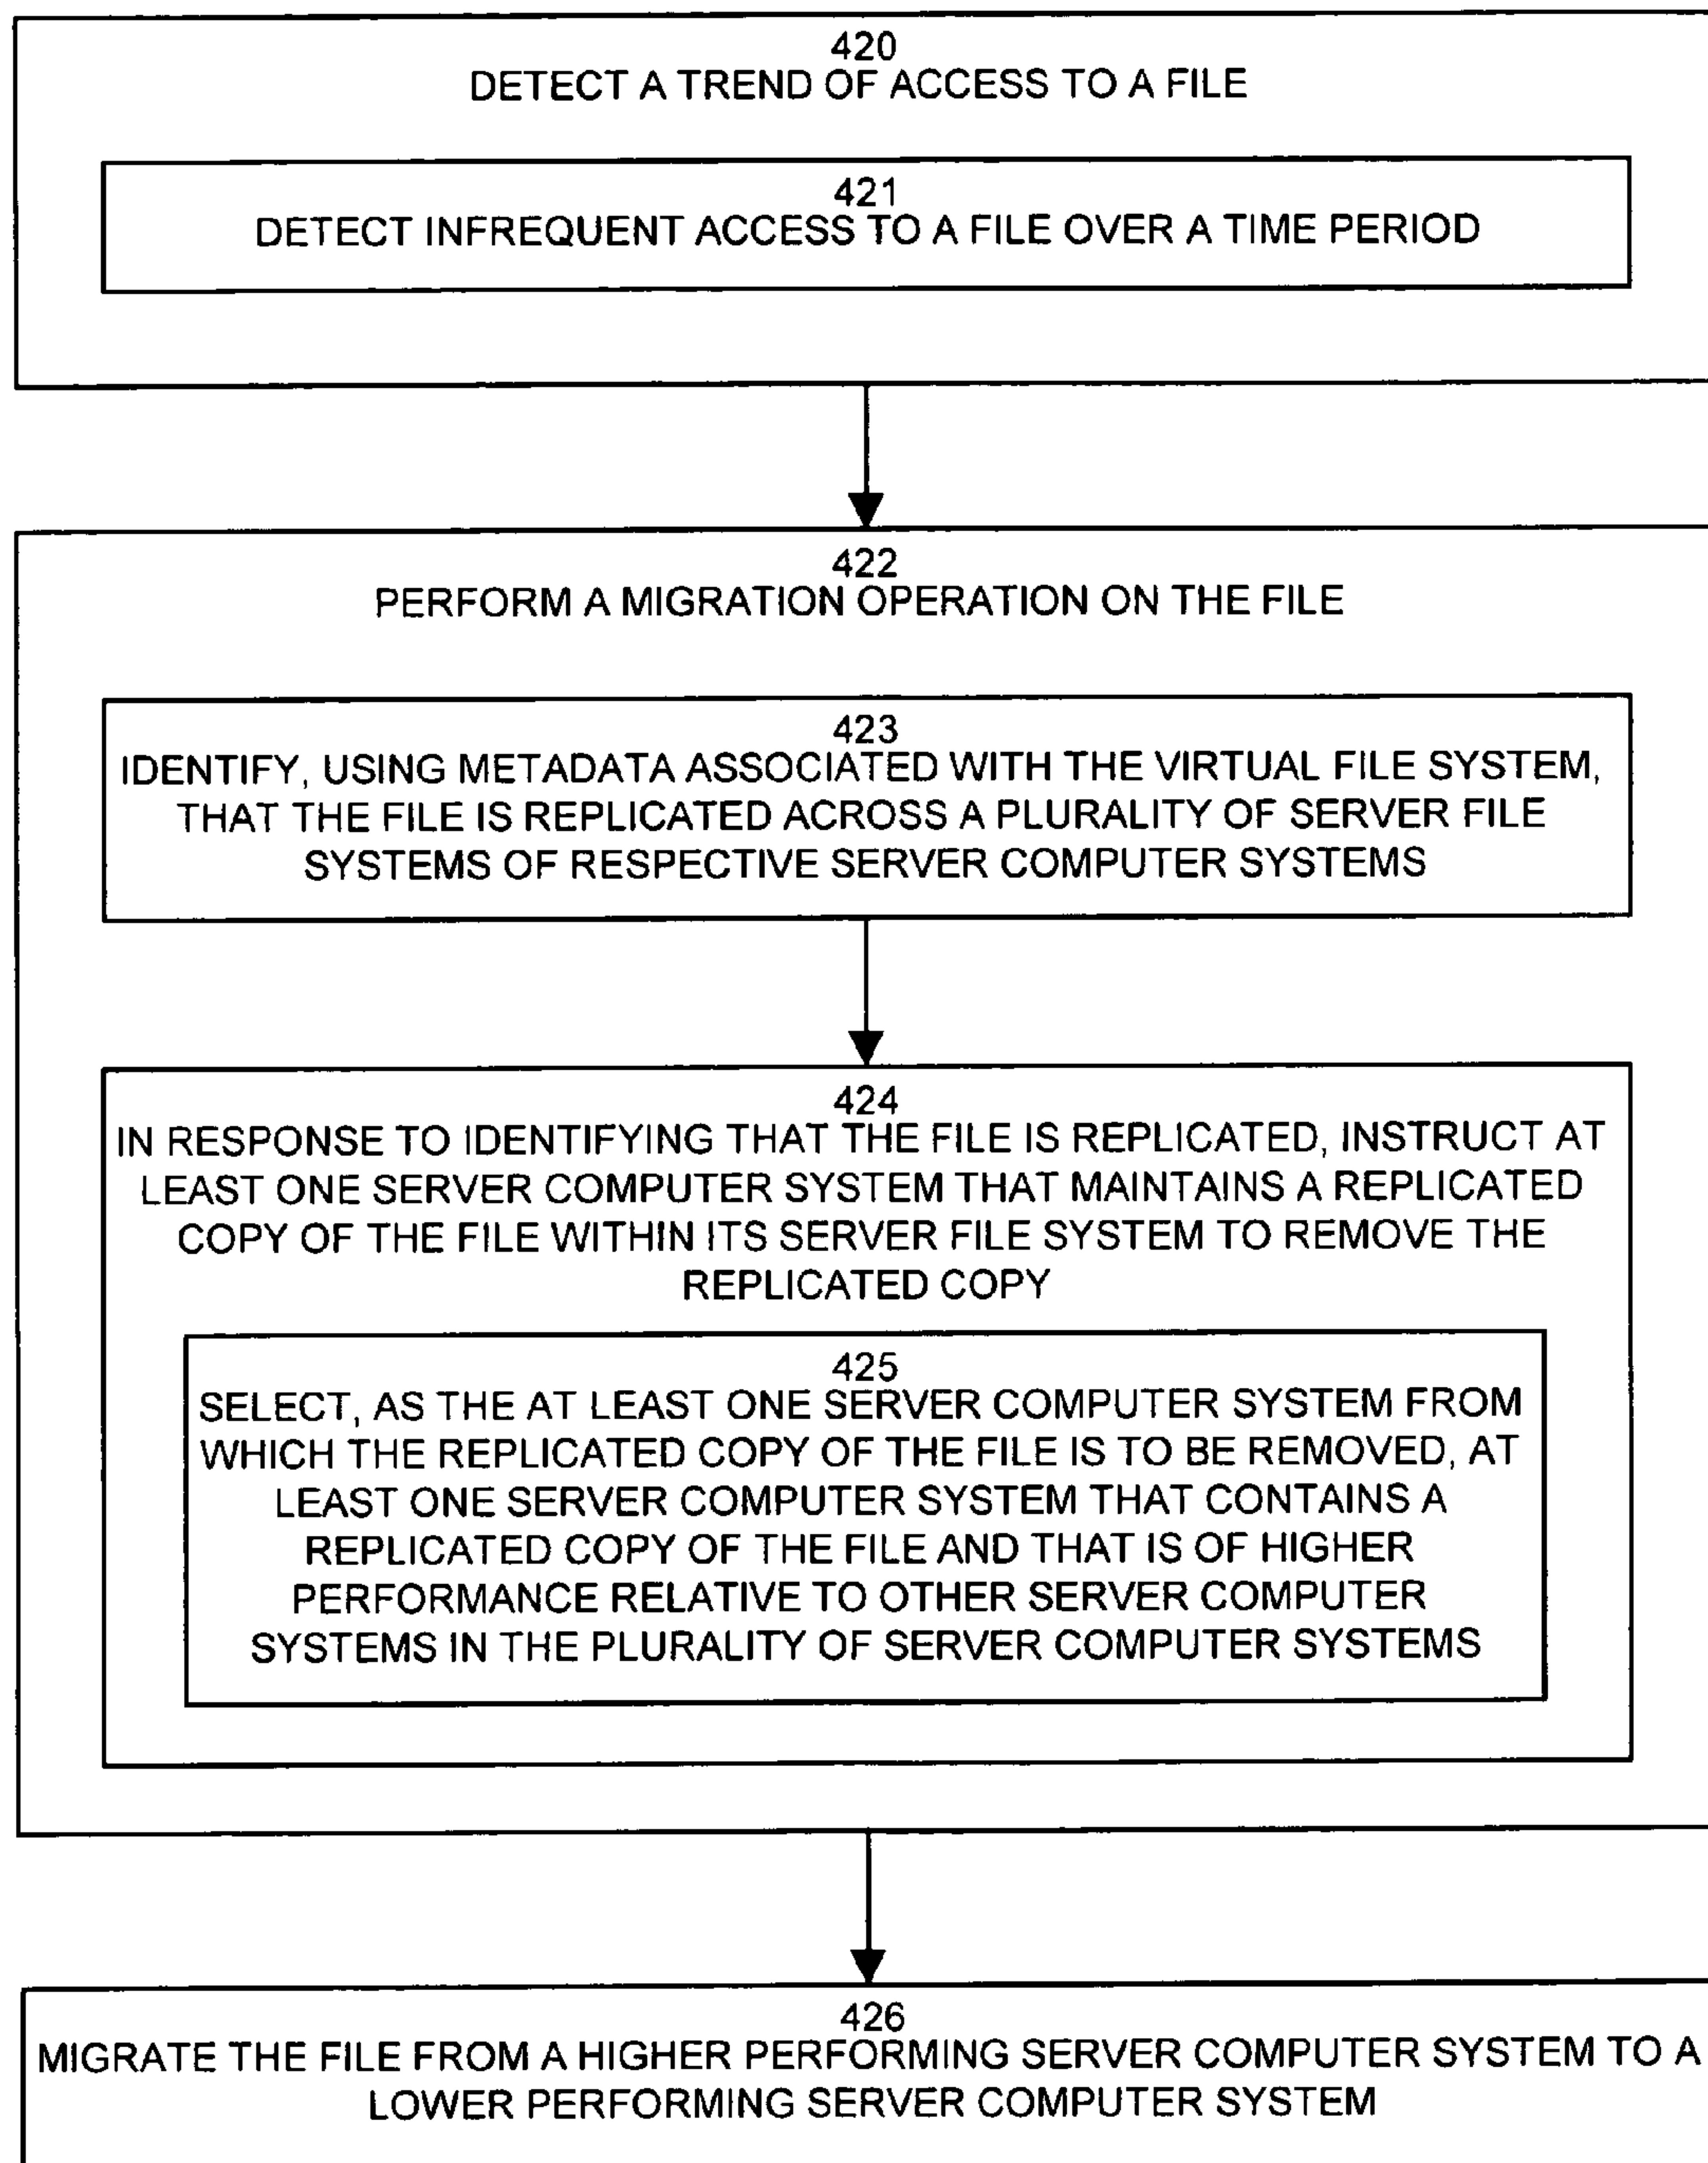 420
DETECT A TREND OF ACCESS TO A FILE
421
DETECT INFREQUENT ACCESS TO A FILE OVER A TIME PERIOD
422
PERFORM A MIGRATION OPERATION ON THE FILE
423
IDENTIFY, USING METADATA ASSOCIATED WITH THE VIRTUAL FILE SYSTEM,
THAT THE FILE IS REPLICATED ACROSS A PLURALITY OF SERVER FILE
SYSTEMS OF RESPECTIVE SERVER COMPUTER SYSTEMS
424
IN RESPONSE TO IDENTIFYING THAT THE FILE IS REPLICATED, INSTRUCT AT
LEAST ONE SERVER COMPUTER SYSTEM THAT MAINTAINS A REPLICATED
COPY OF THE FILE WITHIN ITS SERVER FILE SYSTEM TO REMOVE THE
REPLICATED COPY
425
SELECT, AS THE AT LEAST ONE SERVER COMPUTER SYSTEM FROM
WHICH THE REPLICATED COPY OF THE FILE IS TO BE REMOVED, AT
LEAST ONE SERVER COMPUTER SYSTEM THAT CONTAINS A
REPLICATED COPY OF THE FILE AND THAT IS OF HIGHER
PERFORMANCE RELATIVE TO OTHER SERVER COMPUTER
SYSTEMS IN THE PLURALITY OF SERVER COMPUTER SYSTEMS
426
MIGRATE THE FILE FROM A HIGHER PERFORMING SERVER COMPUTER SYSTEM TO A
LOWER PERFORMING SERVER COMPUTER SYSTEM